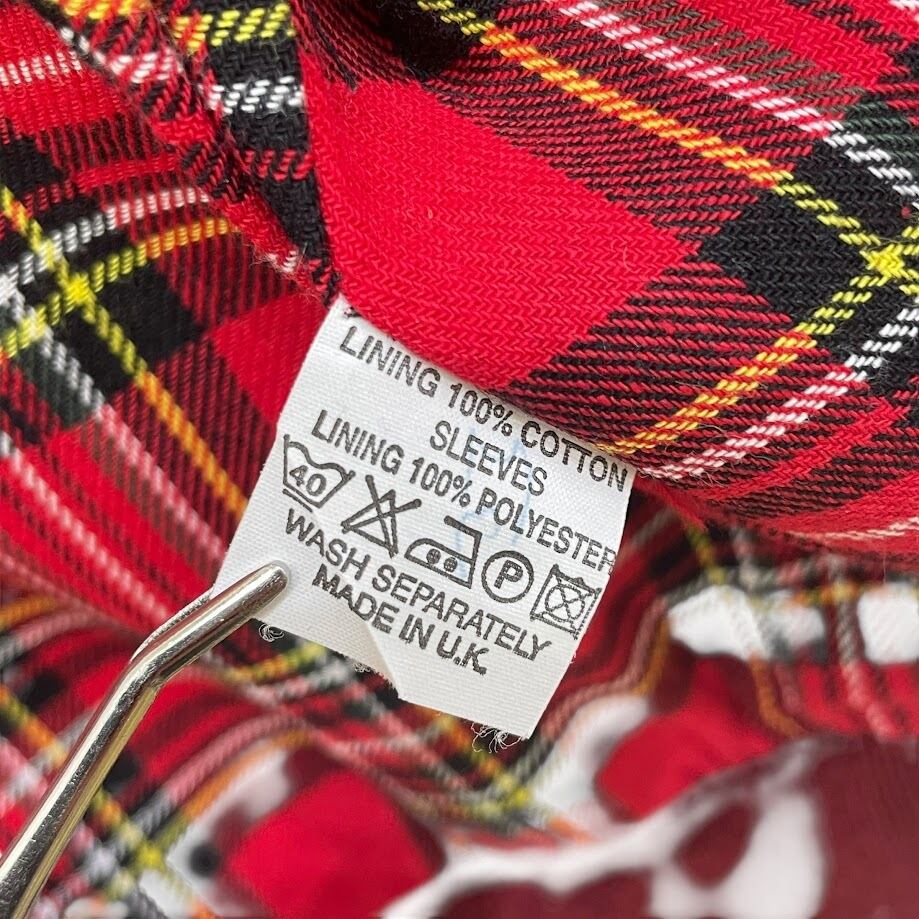 LINING 100% COTTON
SLEEVES
LINING 100% POLYESTER
40 P
WASH SEPARATELY
MADE IN U.K